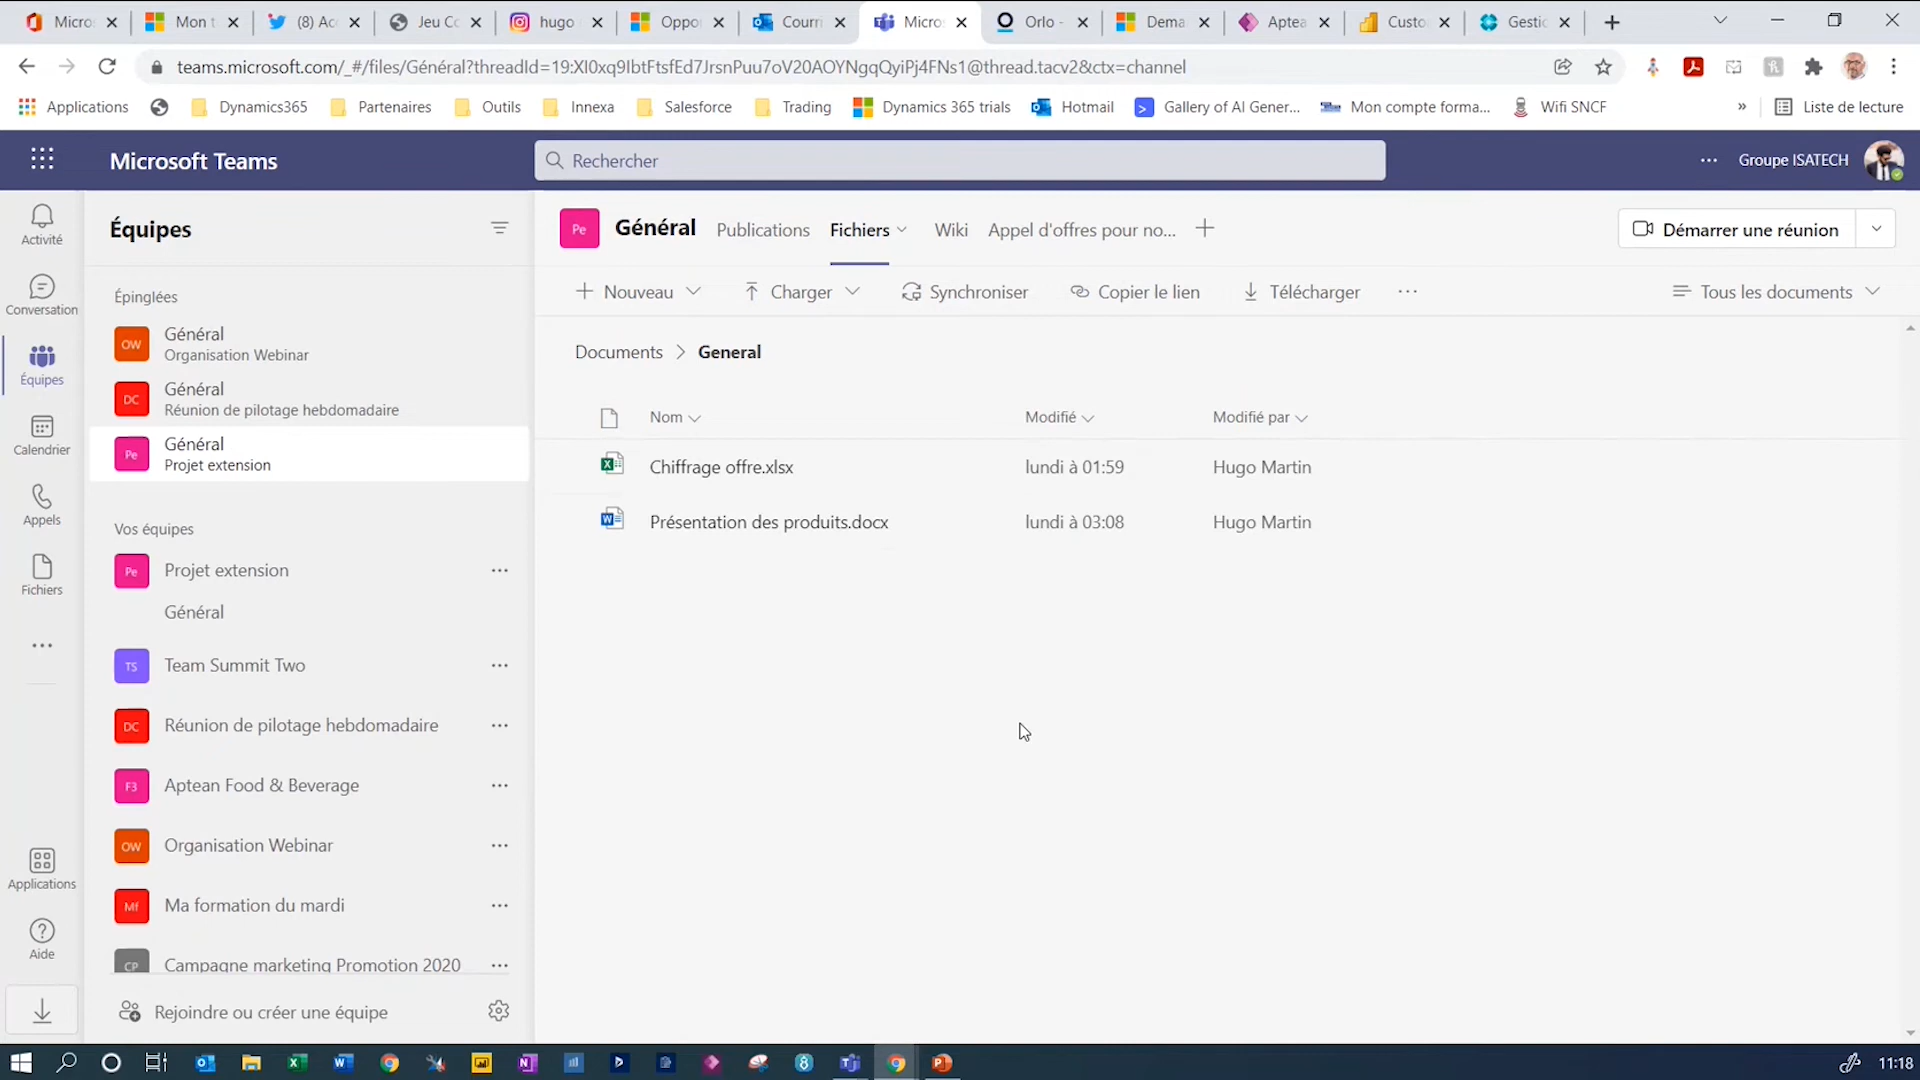 Micros
Mon t
(8) Acc
Jeu Co
hugo
Oppor
Courri
Micros
Orlo -
Dema
Aptea
Custo
Gestic
teams.microsoft.com/_#/files/Général?threadId=19:Xl0xq9IbtFtsfEd7JrsnPuu7oV20AOYNgqQyiPj4FNs1@thread.tacv2&ctx=channel
Applications
Dynamics365
Partenaires
Outils
Innexa
Salesforce
Trading
Dynamics 365 trials
Hotmail
Gallery of AI Gener...
Mon compte forma...
Wifi SNCF
»
Liste de lecture
Microsoft Teams
Rechercher
Groupe ISATECH
Activité
Conversation
Équipes
Calendrier
Appels
Fichiers
Applications
Aide
Équipes
Épinglées
OW
Général
Organisation Webinar
DC
Général
Réunion de pilotage hebdomadaire
Pe
Général
Projet extension
Vos équipes
Pe
Projet extension
Général
TS
Team Summit Two
DC
Réunion de pilotage hebdomadaire
F3
Aptean Food & Beverage
OW
Organisation Webinar
Mf
Ma formation du mardi
CP
Campagne marketing Promotion 2020
Rejoindre ou créer une équipe
Pe
Général
Publications
Fichiers
Wiki
Appel d'offres pour no...
Démarrer une réunion
Nouveau
Charger
Synchroniser
Copier le lien
Télécharger
Tous les documents
Documents > General
Nom
Modifié
Modifié par
Chiffrage offre.xlsx
lundi à 01:59
Hugo Martin
Présentation des produits.docx
lundi à 03:08
Hugo Martin
11:18